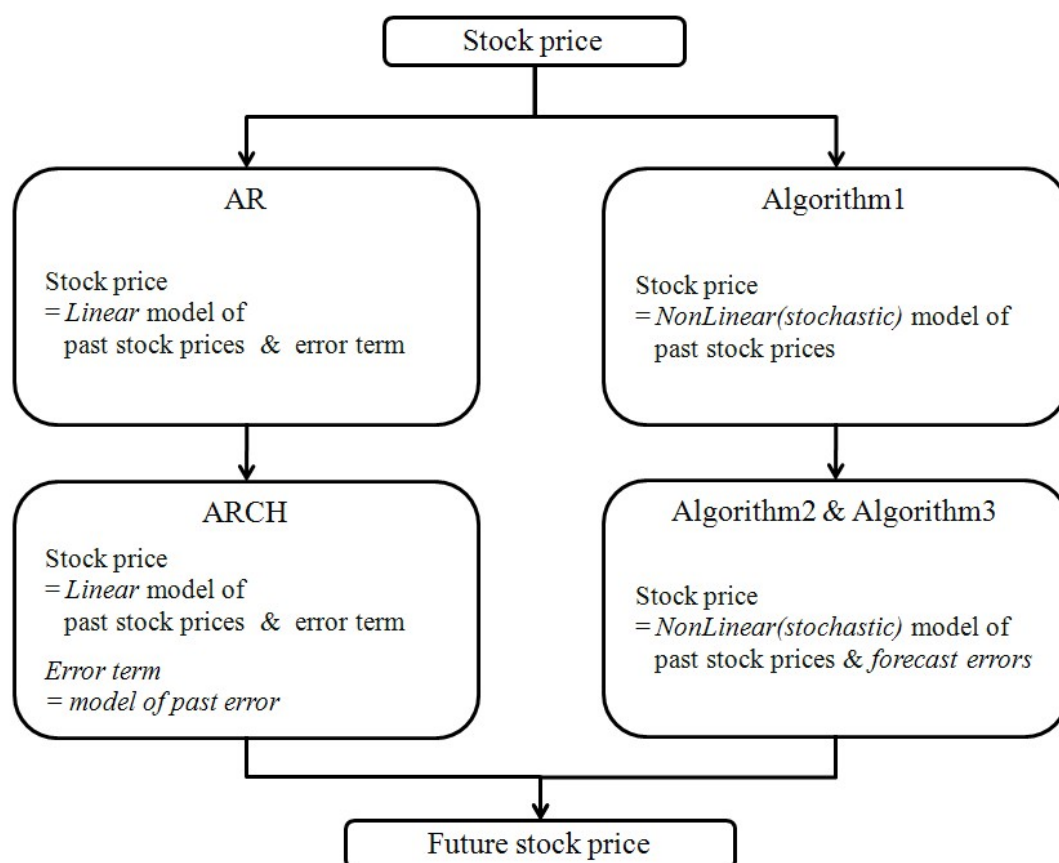 Stock price
AR
Stock price
= Linear model of
past stock prices & error term
Algorithm1
Stock price
= NonLinear(stochastic) model of
past stock prices
ARCH
Stock price
= Linear model of
past stock prices & error term
Error term
= model of past error
Algorithm2 & Algorithm3
Stock price
= NonLinear(stochastic) model of
past stock prices & forecast errors
Future stock price